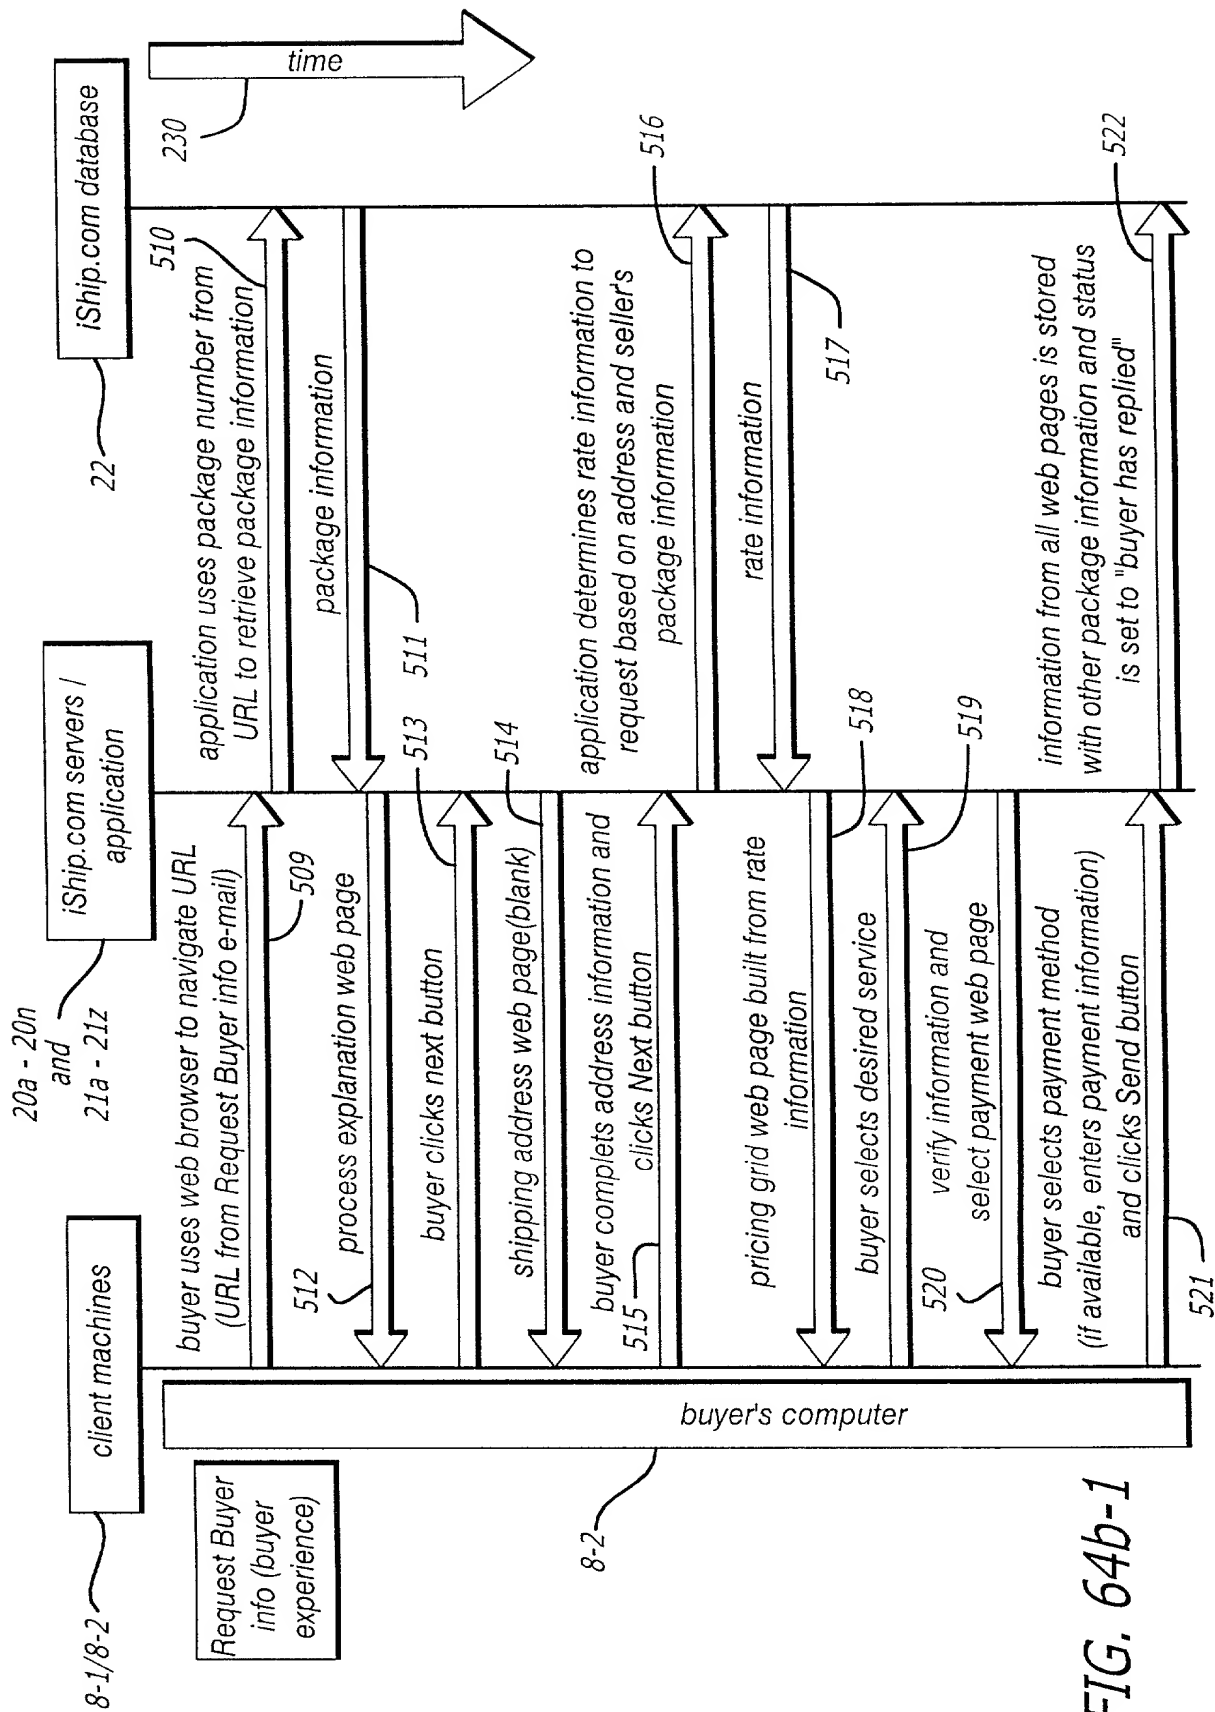 8-1/8-2
client machines
20a - 20n
and
21a - 21z
iShip.com servers /
application
22
iShip.com database
230
time
Request Buyer
info (buyer
experience)
buyer's computer
8-2
buyer uses web browser to navigate URL
(URL from Request Buyer info e-mail)
509
application uses package number from
URL to retrieve package information
510
package information
511
process explanation web page
512
buyer clicks next button
513
shipping address web page(blank)
514
buyer complets address information and
clicks Next button
515
application determines rate information to
request based on address and seller's
package information
516
rate information
517
pricing grid web page built from rate
information
518
buyer selects desired service
519
verify information and
select payment web page
520
buyer selects payment method
(if available, enters payment information)
and clicks Send button
521
information from all web pages is stored
with other package information and status
is set to "buyer has replied"
522
FIG. 64b-1